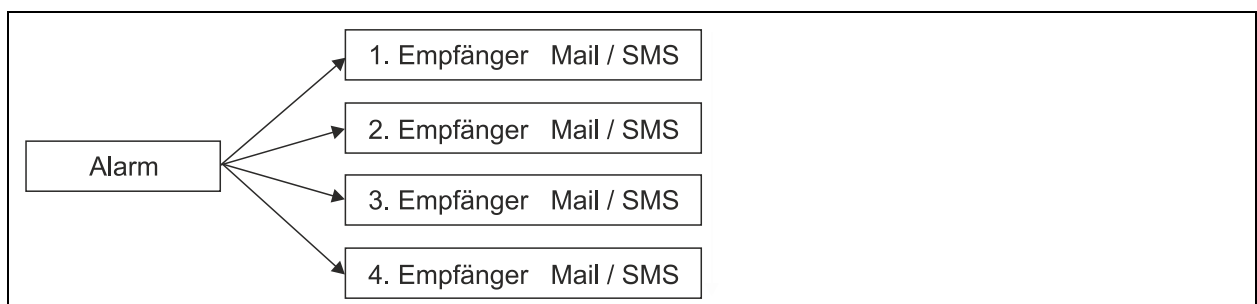 1. Empfänger Mail / SMS
2. Empfänger Mail / SMS
Alarm
3. Empfänger Mail / SMS
4. Empfänger Mail / SMS